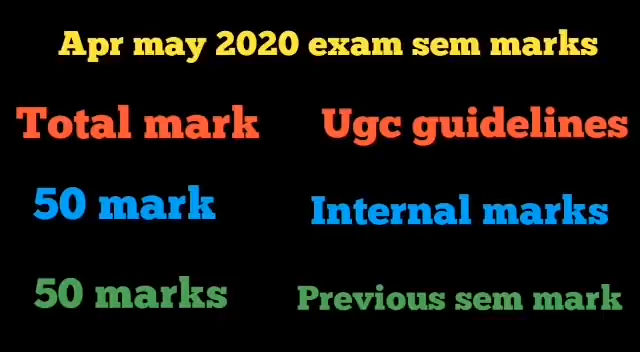 Apr may 2020 exam sem marks
Total mark Ugc guidelines
50 mark Internal marks
50 marks Previous sem mark